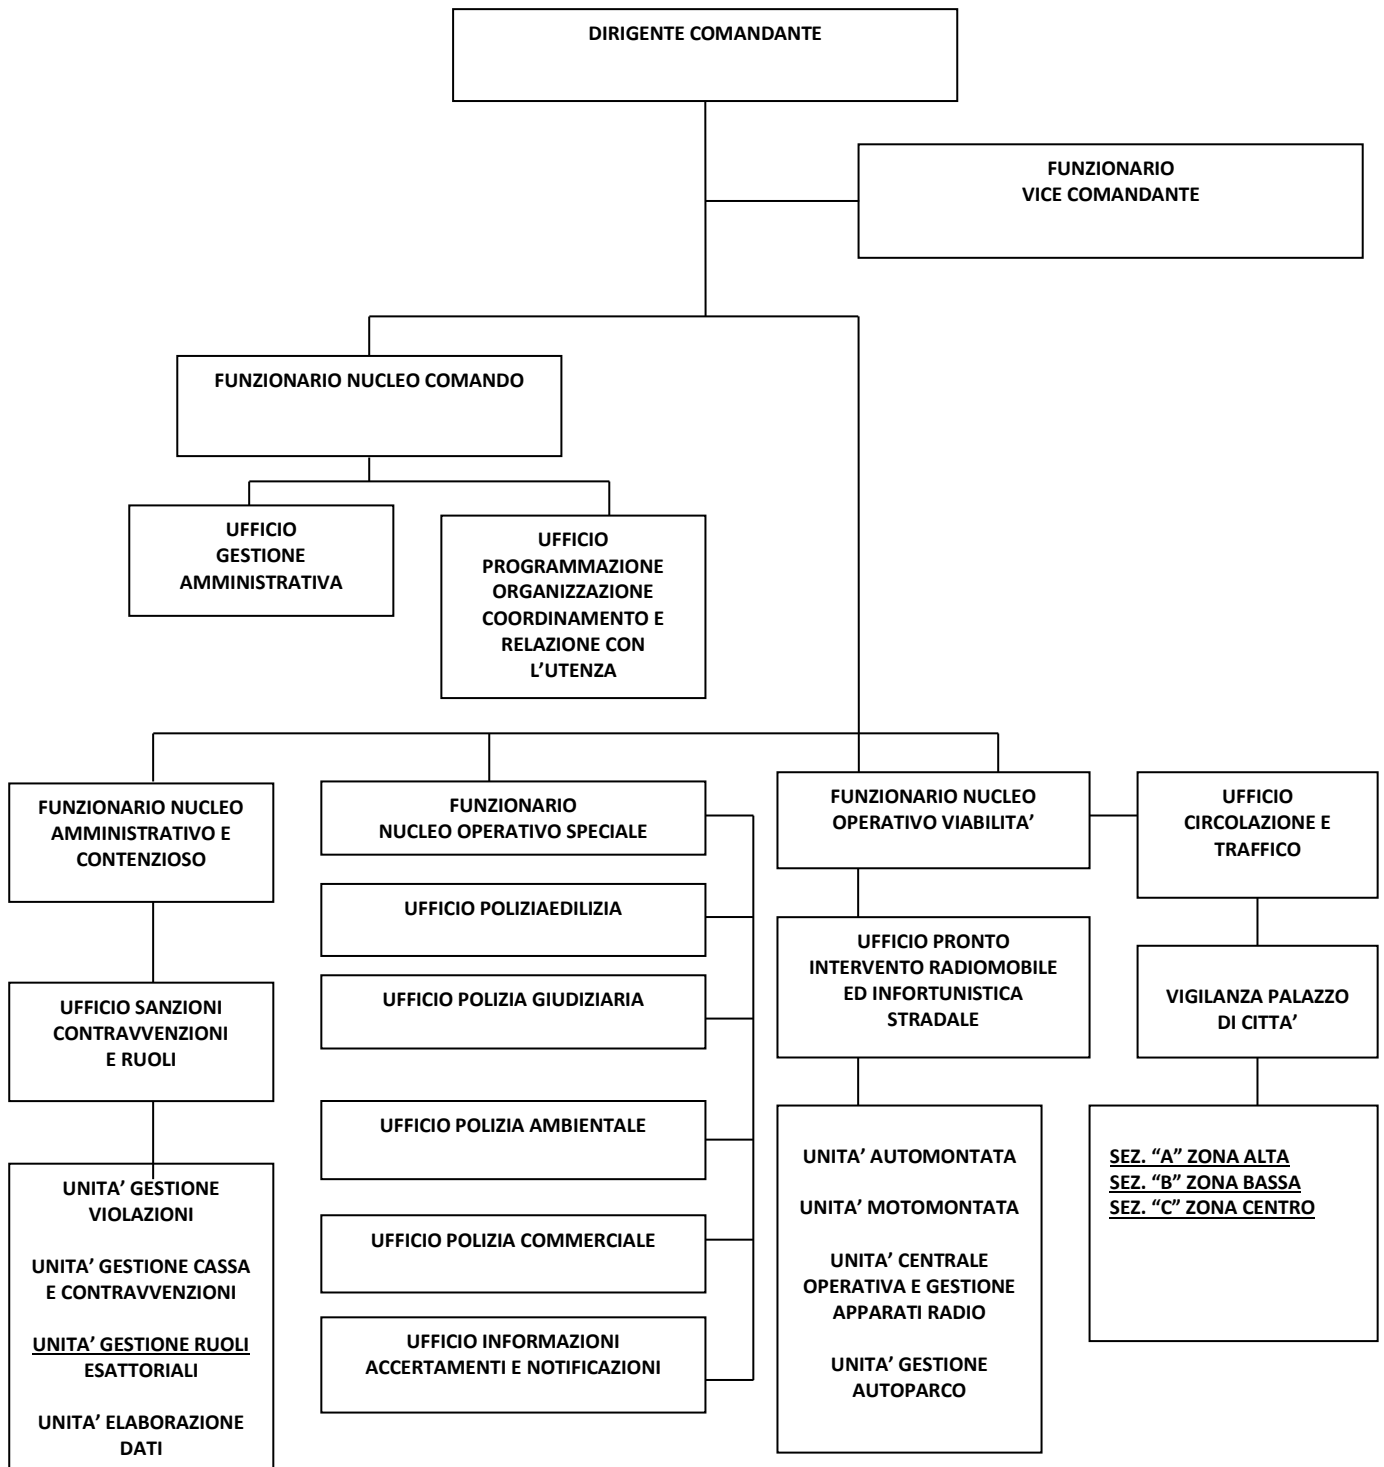 DIRIGENTE COMANDANTE
FUNZIONARIO
VICE COMANDANTE
FUNZIONARIO NUCLEO COMANDO
UFFICIO
GESTIONE
AMMINISTRATIVA
UFFICIO
PROGRAMMAZIONE
ORGANIZZAZIONE
COORDINAMENTO E
RELAZIONE CON
L’UTENZA
FUNZIONARIO NUCLEO
AMMINISTRATIVO E
CONTENZIOSO
UFFICIO SANZIONI
CONTRAVVENZIONI
E RUOLI
UNITA’ GESTIONE
VIOLAZIONI
UNITA’ GESTIONE CASSA
E CONTRAVVENZIONI
UNITA’ GESTIONE RUOLI
ESATTORIALI
UNITA’ ELABORAZIONE
DATI
FUNZIONARIO
NUCLEO OPERATIVO SPECIALE
UFFICIO POLIZIAEDILIZIA
UFFICIO POLIZIA GIUDIZIARIA
UFFICIO POLIZIA AMBIENTALE
UFFICIO POLIZIA COMMERCIALE
UFFICIO INFORMAZIONI
ACCERTAMENTI E NOTIFICAZIONI
FUNZIONARIO NUCLEO
OPERATIVO VIABILITA’
UFFICIO PRONTO
INTERVENTO RADIOMOBILE
ED INFORTUNISTICA
STRADALE
UNITA’ AUTOMONTATA
UNITA’ MOTOMONTATA
UNITA’ CENTRALE
OPERATIVA E GESTIONE
APPARATI RADIO
UNITA’ GESTIONE
AUTOPARCO
UFFICIO
CIRCOLAZIONE E
TRAFFICO
VIGILANZA PALAZZO
DI CITTA’
SEZ. “A” ZONA ALTA
SEZ. “B” ZONA BASSA
SEZ. “C” ZONA CENTRO